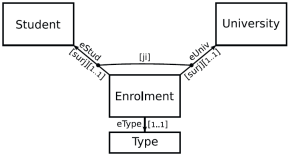 Student
University
eStud
[surj][1..1]
[ji]
eUniv
[surj][1..1]
Enrolment
eType
[1..1]
Type